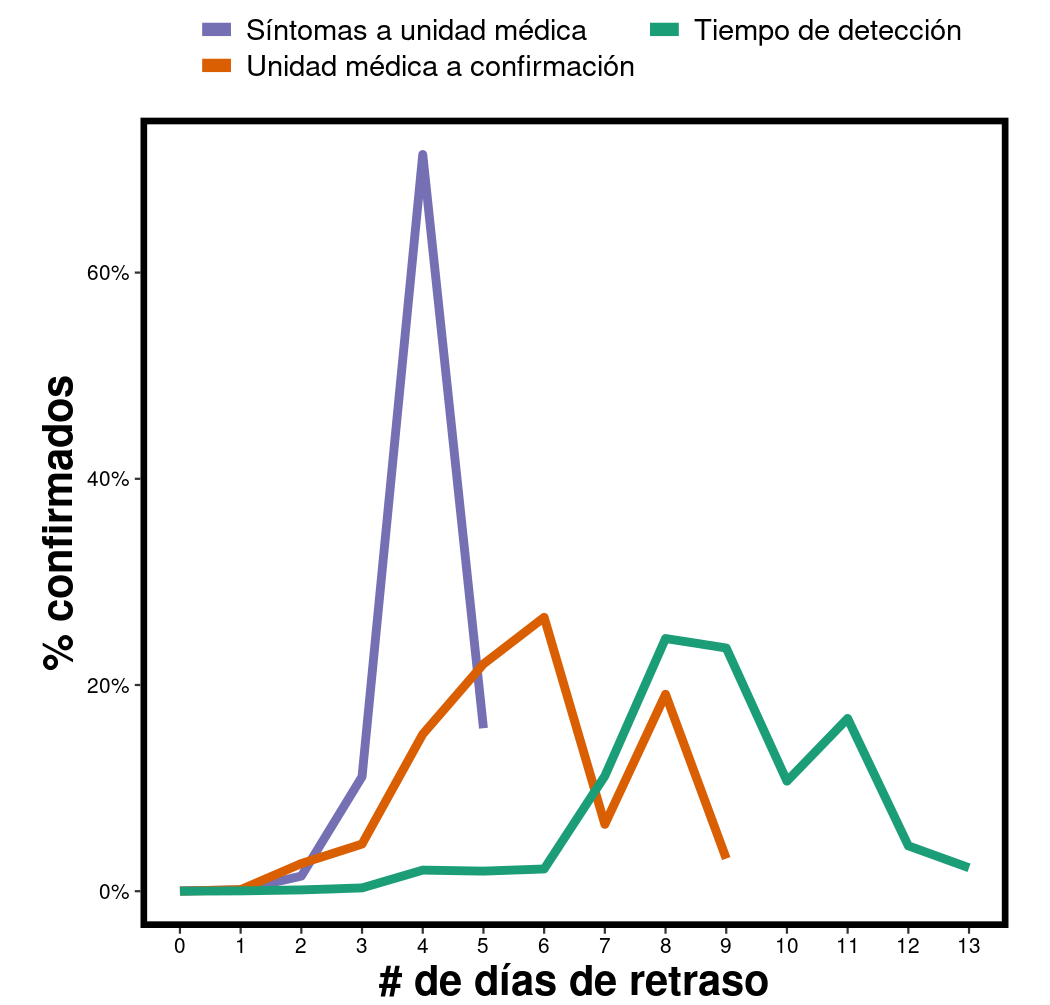 Síntomas a unidad médica
Tiempo de detección
Unidad médica a confirmación
% confirmados
60%
40%
20%
0%
0 1 2 3 4 5 6 7 8 9 10 11 12 13
# de días de retraso